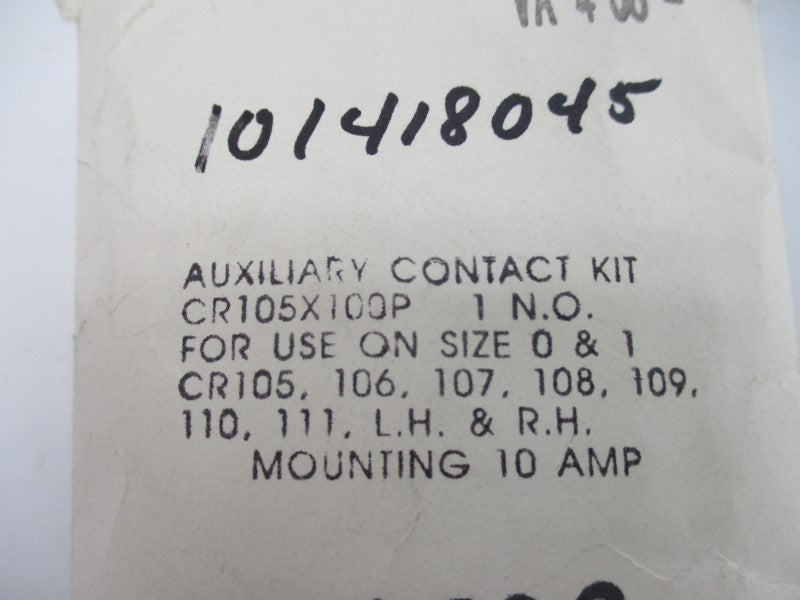 101418045
AUXILIARY CONTACT KIT
CR105X100P 1 N.O.
FOR USE ON SIZE 0 & 1
CR105, 106, 107, 108, 109,
110, 111, L.H. & R.H.
MOUNTING 10 AMP